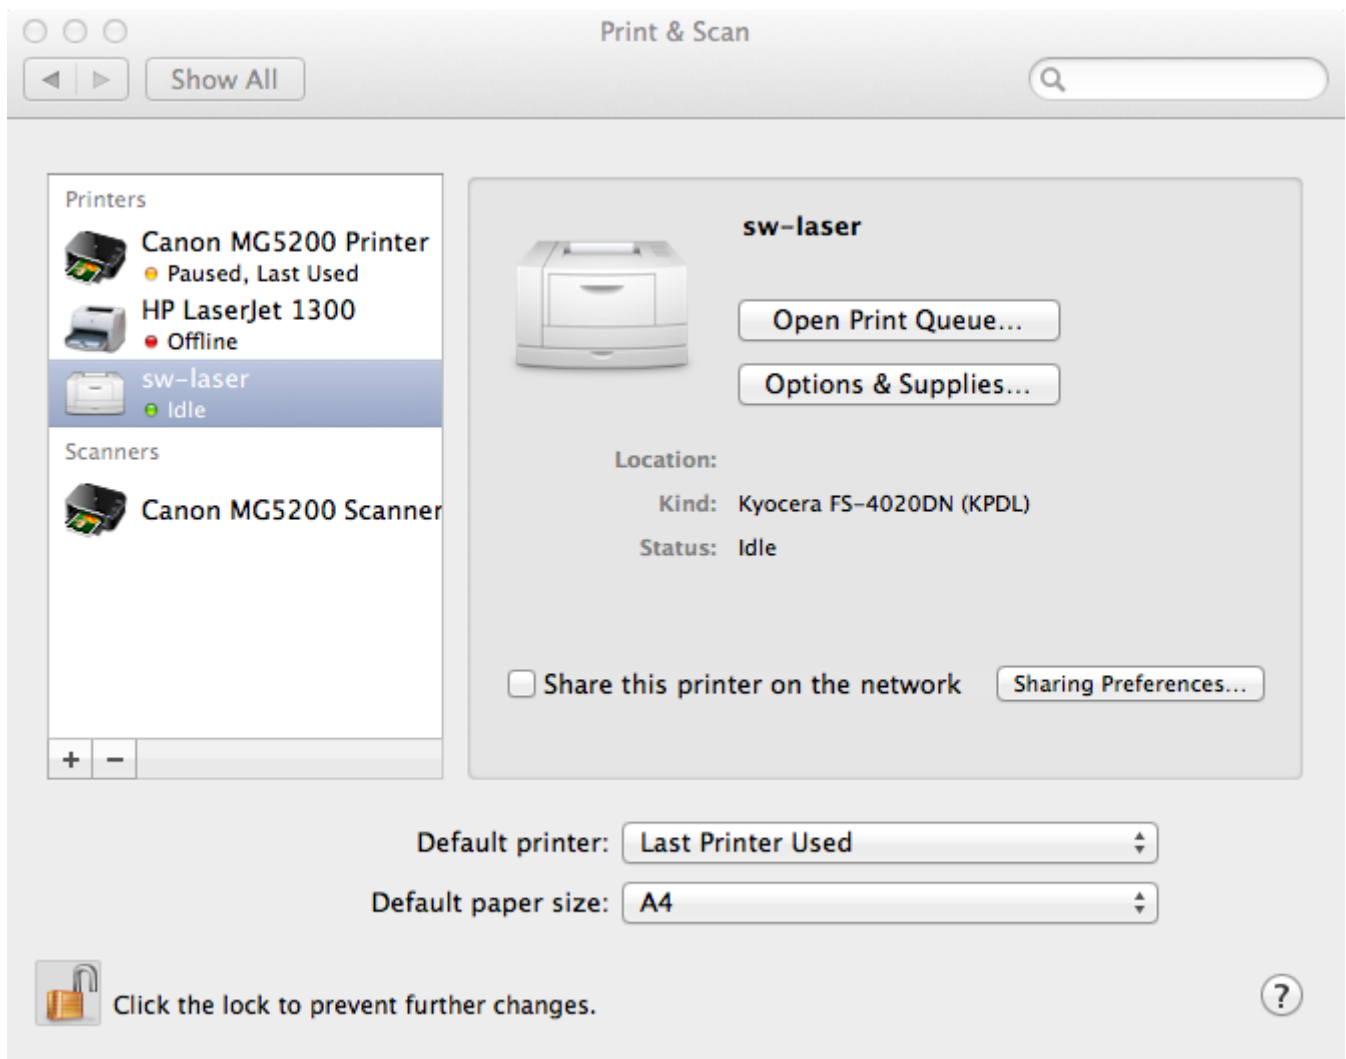 Print & Scan
Show All
Printers
Canon MG5200 Printer
Paused, Last Used
HP LaserJet 1300
Offline
sw-laser
Idle
Scanners
Canon MG5200 Scanner
+ −
sw-laser
Open Print Queue...
Options & Supplies...
Location:
Kind: Kyocera FS-4020DN (KPDL)
Status: Idle
Share this printer on the network Sharing Preferences...
Default printer: Last Printer Used
Default paper size: A4
Click the lock to prevent further changes. ?